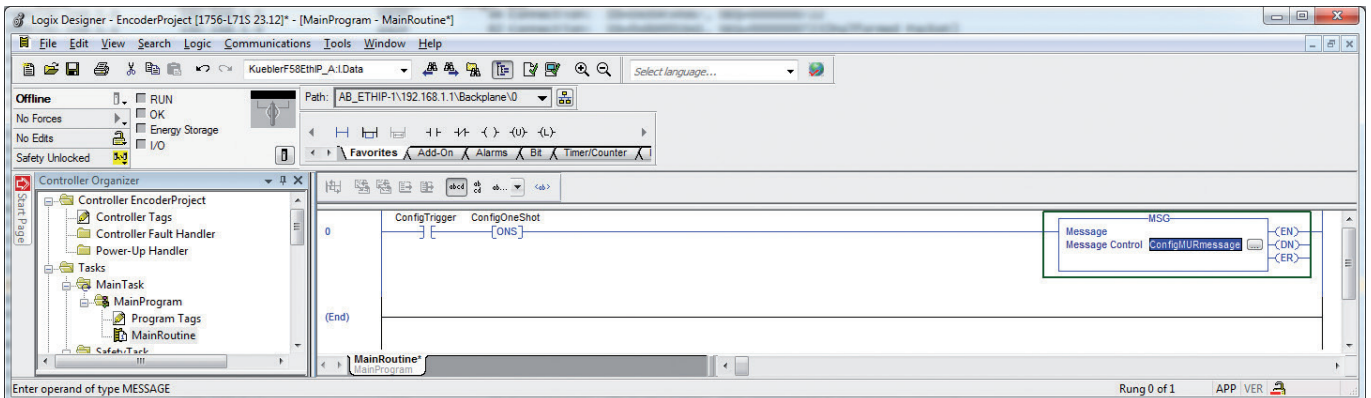 Logix Designer - EncoderProject [1756-L71S 23.12]* - [MainProgram - MainRoutine*]
File Edit View Search Logic Communications Tools Window Help
KueblerF58EthIP_A:I.Data
Select language...
Offline
RUN
Path: AB_ETHIP-1\192.168.1.1\Backplane\0
No Forces
OK
No Edits
Energy Storage
Safety Unlocked
I/O
Favorites Add-On Alarms Bit Timer/Counter
Start Page
Controller Organizer
Controller EncoderProject
Controller Tags
Controller Fault Handler
Power-Up Handler
Tasks
MainTask
MainProgram
Program Tags
MainRoutine
SafetyTask
ConfigTrigger ConfigOneShot
0
ONS
MSG
Message
Message Control ConfigMURmessage ...
EN
DN
ER
(End)
MainRoutine*
MainProgram
Enter operand of type MESSAGE
Rung 0 of 1 APP VER